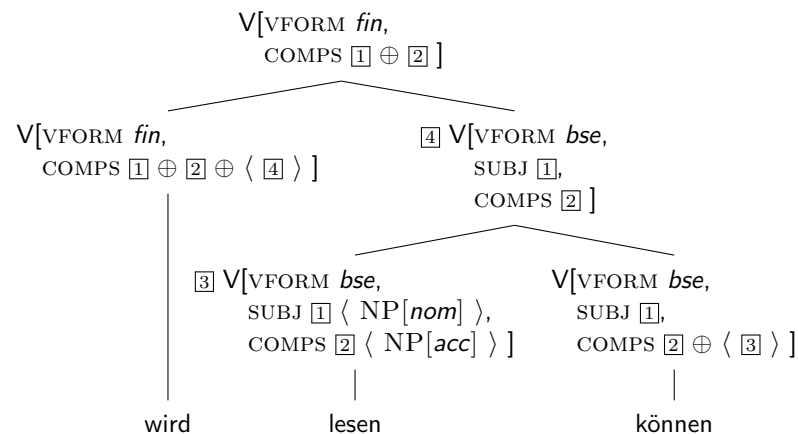 V[VFORM fin,
COMPS 1 ⊕ 2 ]
V[VFORM fin,
COMPS 1 ⊕ 2 ⊕ ⟨ 4 ⟩ ]
4 V[VFORM bse,
SUBJ 1,
COMPS 2 ]
3 V[VFORM bse,
SUBJ 1 ⟨ NP[nom] ⟩,
COMPS 2 ⟨ NP[acc] ⟩ ]
V[VFORM bse,
SUBJ 1,
COMPS 2 ⊕ ⟨ 3 ⟩ ]
wird lesen können